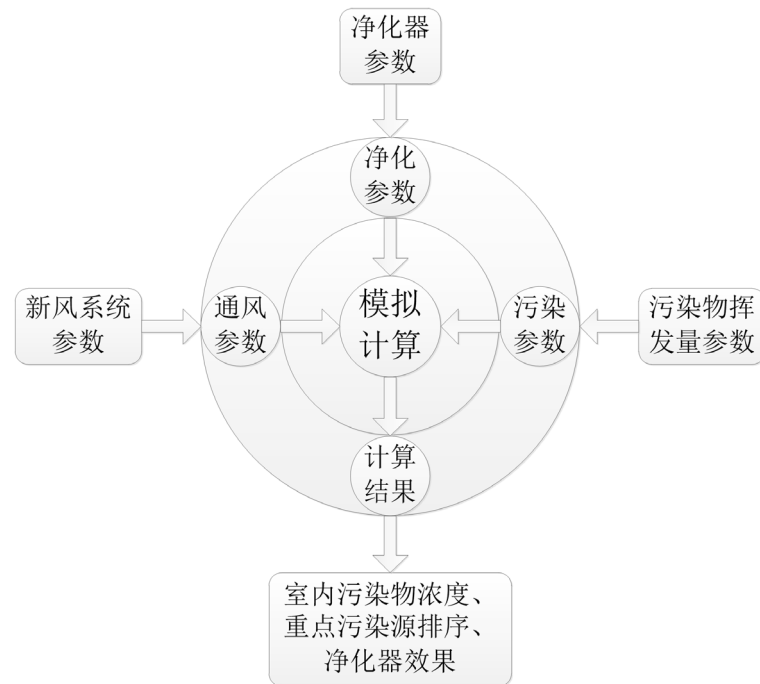 净化器
参数
净化
参数
新风系统
参数
通风
参数
模拟
计算
污染
参数
污染物挥
发量参数
计算
结果
室内污染物浓度、
重点污染源排序、
净化器效果